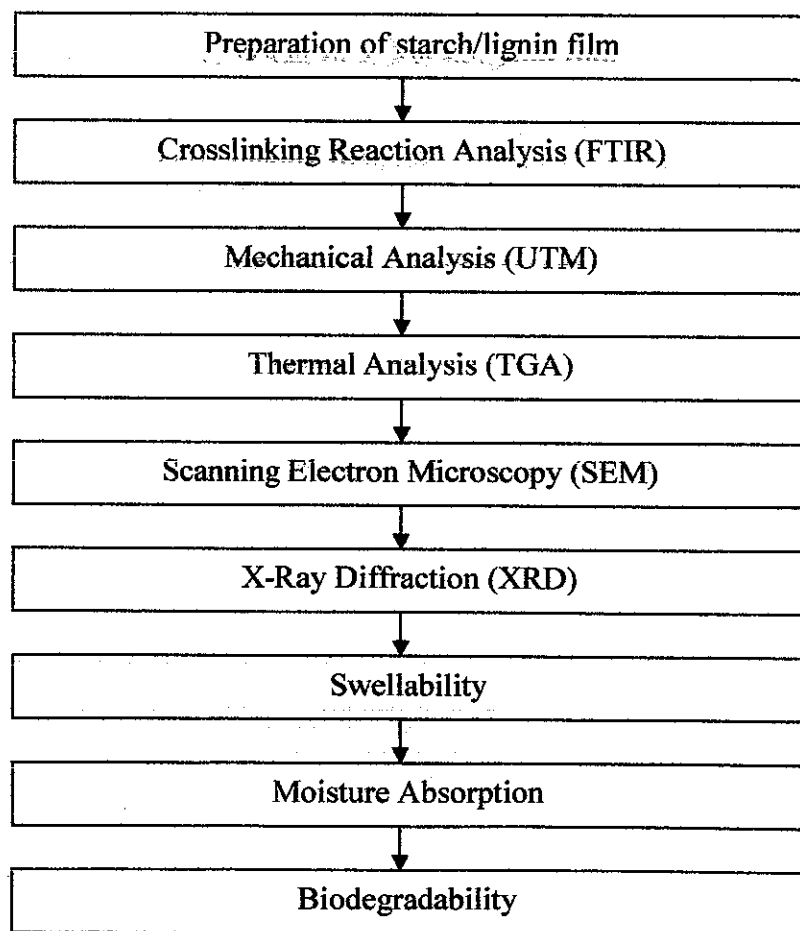 Preparation of starch/lignin film
Crosslinking Reaction Analysis (FTIR)
Mechanical Analysis (UTM)
Thermal Analysis (TGA)
Scanning Electron Microscopy (SEM)
X-Ray Diffraction (XRD)
Swellability
Moisture Absorption
Biodegradability